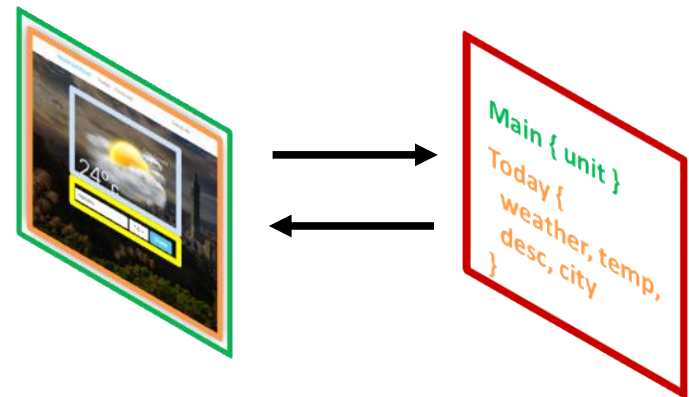 24° c
Main { unit }
Today {
weather, temp,
desc, city
}